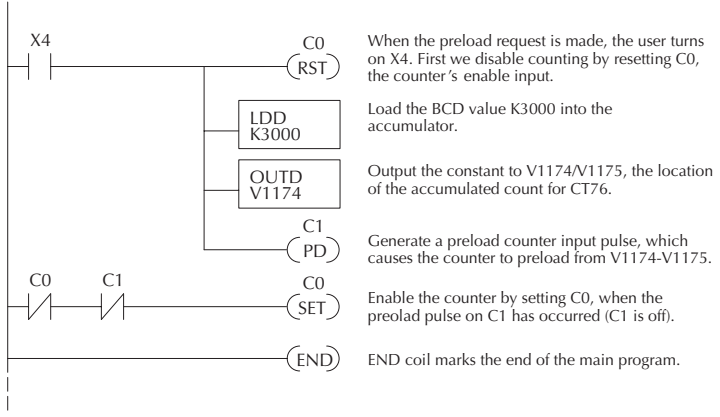 X4
C0
RST
When the preload request is made, the user turns
on X4. First we disable counting by resetting C0,
the counter's enable input.
LDD
K3000
Load the BCD value K3000 into the
accumulator.
OUTD
V1174
Output the constant to V1174/V1175, the location
of the accumulated count for CT76.
C1
PD
Generate a preload counter input pulse, which
causes the counter to preload from V1174-V1175.
C0
C1
C0
SET
Enable the counter by setting C0, when the
preolad pulse on C1 has occurred (C1 is off).
END
END coil marks the end of the main program.